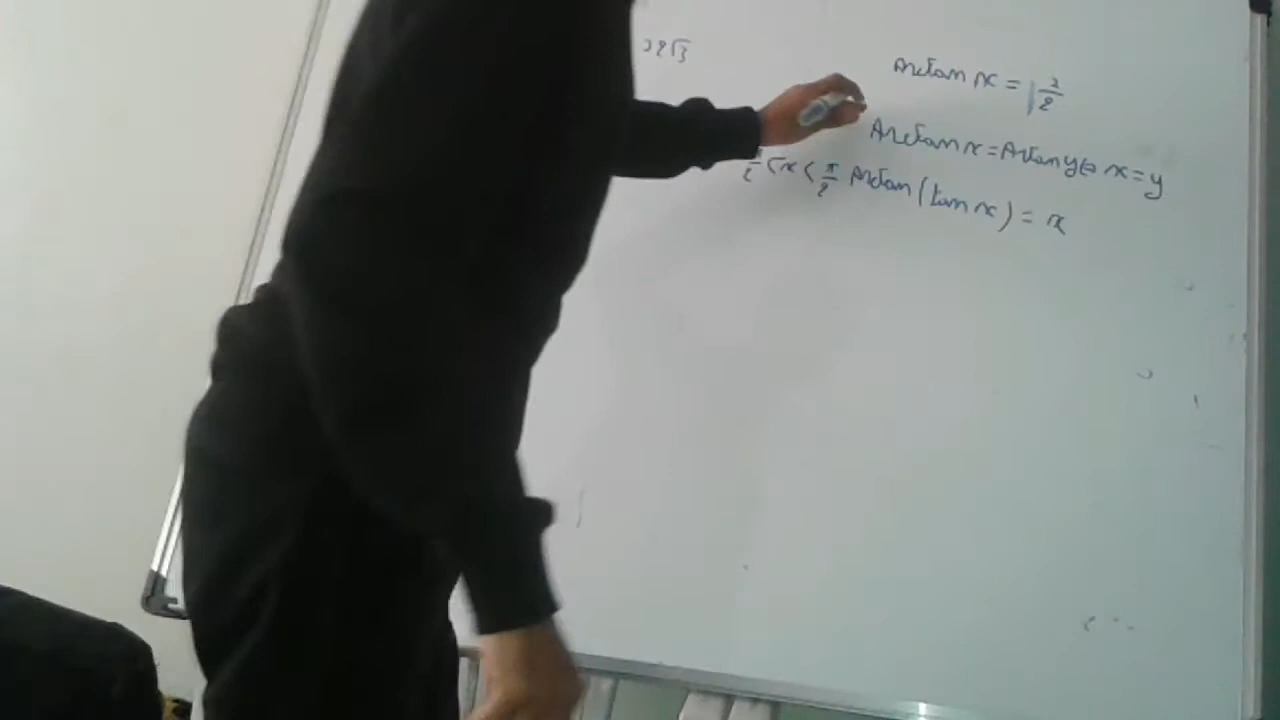 Arctan x =
Arctan x = Arctan y ⇔ x = y
< x < π/2 Arctan (tan x) = x